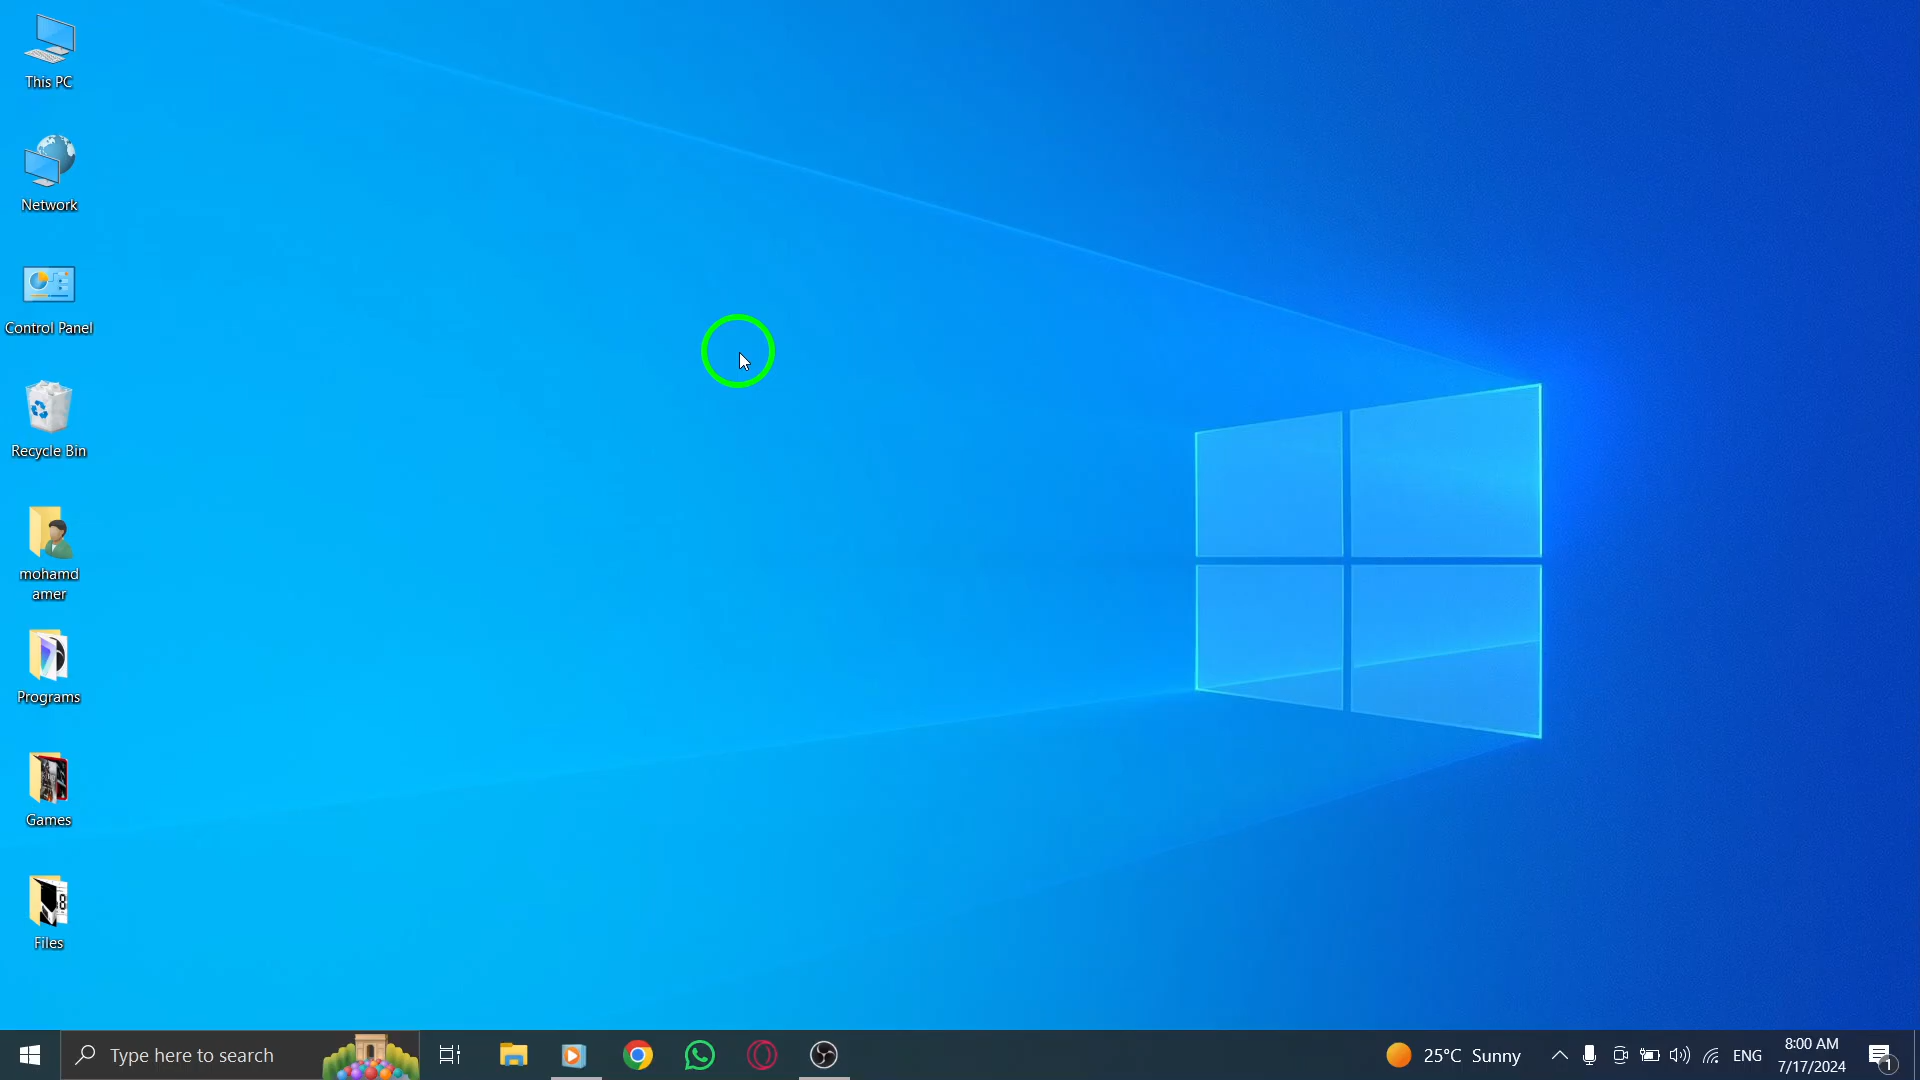 This PC
Network
Control Panel
Recycle Bin
mohamd
amer
Programs
Games
Files
Type here to search
25°C Sunny
ENG
8:00 AM
7/17/2024
1